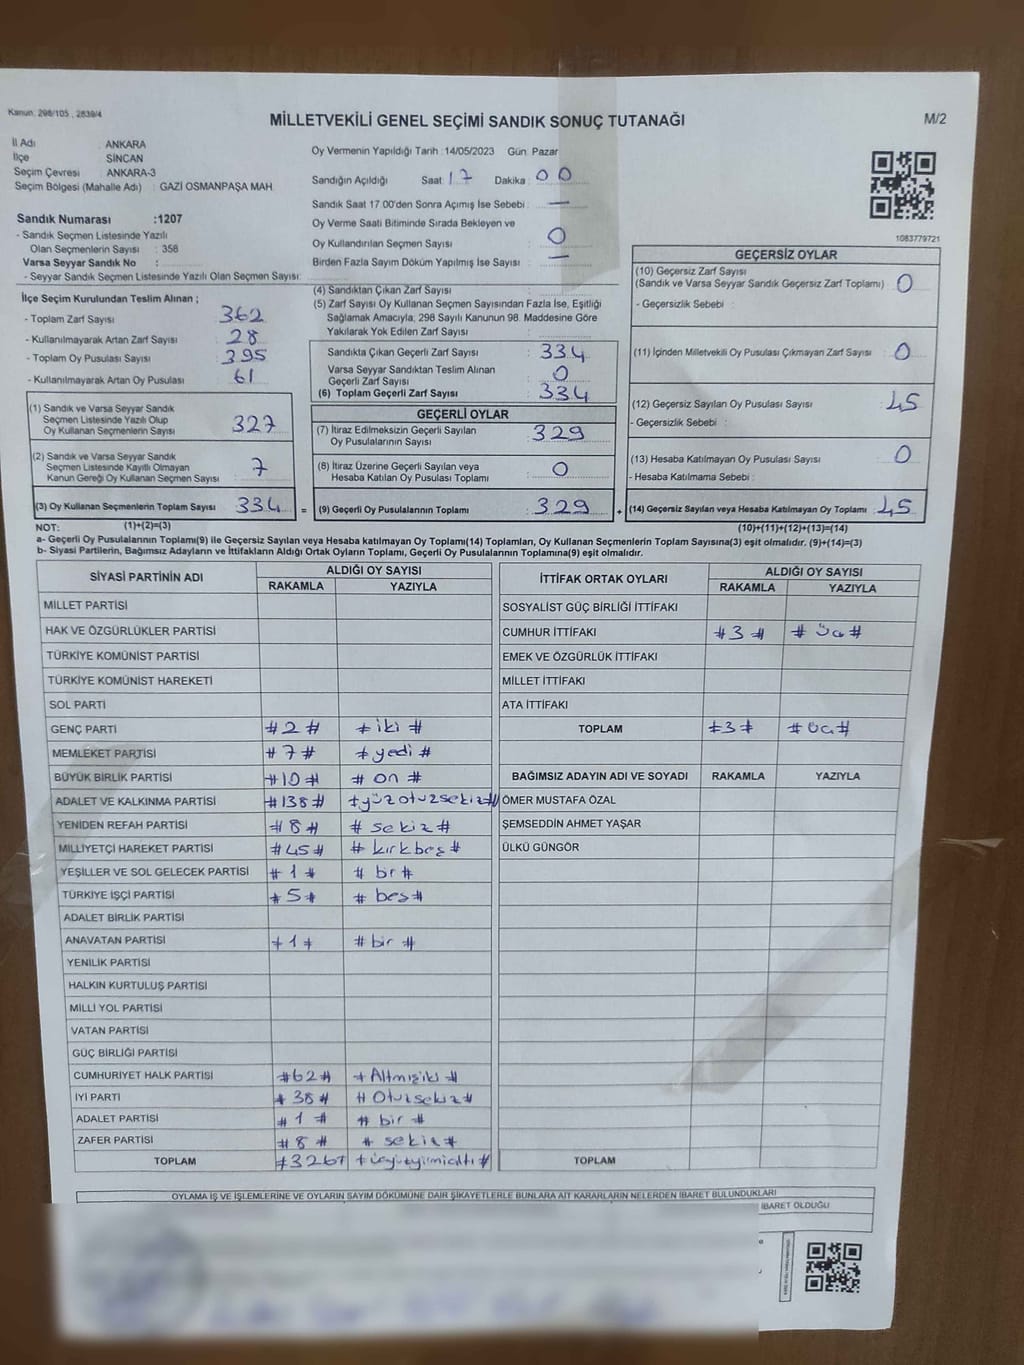 Kanun: 298/105 , 2839/4
MİLLETVEKİLİ GENEL SEÇİMİ SANDIK SONUÇ TUTANAĞI
M/2
İl Adı : ANKARA
İlçe : SİNCAN
Seçim Çevresi : ANKARA-3
Seçim Bölgesi (Mahalle Adı) : GAZİ OSMANPAŞA MAH.
Sandık Numarası :1207
- Sandık Seçmen Listesinde Yazılı
Olan Seçmenlerin Sayısı : 358
Varsa Seyyar Sandık No :
- Seyyar Sandık Seçmen Listesinde Yazılı Olan Seçmen Sayısı:
Oy Vermenin Yapıldığı Tarih :14/05/2023 Gün: Pazar
Sandığın Açıldığı Saat: 17 Dakika : 00
Sandık Saat 17.00'den Sonra Açımış İse Sebebi : —
Oy Verme Saati Bitiminde Sırada Bekleyen ve
Oy Kullandırılan Seçmen Sayısı : 0
Birden Fazla Sayım Döküm Yapılmış İse Sayısı : —
1083779721
İlçe Seçim Kurulundan Teslim Alınan ;
- Toplam Zarf Sayısı : 362
- Kullanılmayarak Artan Zarf Sayısı : 28
- Toplam Oy Pusulası Sayısı : 395
- Kullanılmayarak Artan Oy Pusulası : 61
(4) Sandıktan Çıkan Zarf Sayısı :
(5) Zarf Sayısı Oy Kullanan Seçmen Sayısından Fazla İse, Eşitliği
Sağlamak Amacıyla; 298 Sayılı Kanunun 98. Maddesine Göre
Yakılarak Yok Edilen Zarf Sayısı :
Sandıkta Çıkan Geçerli Zarf Sayısı : 334
Varsa Seyyar Sandıktan Teslim Alınan
Geçerli Zarf Sayısı : 0
(6) Toplam Geçerli Zarf Sayısı : 334
GEÇERSİZ OYLAR
(10) Geçersiz Zarf Sayısı
(Sandık ve Varsa Seyyar Sandık Geçersiz Zarf Toplamı) : 0
- Geçersizlik Sebebi :
(11) İçinden Milletvekili Oy Pusulası Çıkmayan Zarf Sayısı : 0
(12) Geçersiz Sayılan Oy Pusulası Sayısı : 45
- Geçersizlik Sebebi :
(13) Hesaba Katılmayan Oy Pusulası Sayısı : 0
- Hesaba Katılmama Sebebi :
(14) Geçersiz Sayılan veya Hesaba Katılmayan Oy Toplamı : 45
(10)+(11)+(12)+(13)=(14)
(1) Sandık ve Varsa Seyyar Sandık
Seçmen Listesinde Yazılı Olup
Oy Kullanan Seçmenlerin Sayısı : 327
(2) Sandık ve Varsa Seyyar Sandık
Seçmen Listesinde Kayıtlı Olmayan
Kanun Gereği Oy Kullanan Seçmen Sayısı : 7
(3) Oy Kullanan Seçmenlerin Toplam Sayısı : 334 =
(1)+(2)=(3)
GEÇERLİ OYLAR
(7) İtiraz Edilmeksizin Geçerli Sayılan
Oy Pusulalarının Sayısı : 329
(8) İtiraz Üzerine Geçerli Sayılan veya
Hesaba Katılan Oy Pusulası Toplamı : 0
(9) Geçerli Oy Pusulalarının Toplamı : 329 +
NOT:
a- Geçerli Oy Pusulalarının Toplamı(9) ile Geçersiz Sayılan veya Hesaba katılmayan Oy Toplamı(14) Toplamları, Oy Kullanan Seçmenlerin Toplam Sayısına(3) eşit olmalıdır. (9)+(14)=(3)
b- Siyasi Partilerin, Bağımsız Adayların ve İttifakların Aldığı Ortak Oyların Toplamı, Geçerli Oy Pusulalarının Toplamına(9) eşit olmalıdır.
SİYASİ PARTİNİN ADI ALDIĞI OY SAYISI
RAKAMLA YAZIYLA
MİLLET PARTİSİ
HAK VE ÖZGÜRLÜKLER PARTİSİ
TÜRKİYE KOMÜNİST PARTİSİ
TÜRKİYE KOMÜNİST HAREKETİ
SOL PARTİ
GENÇ PARTİ #2# #iki#
MEMLEKET PARTİSİ #7# #yedi#
BÜYÜK BİRLİK PARTİSİ #10# #on#
ADALET VE KALKINMA PARTİSİ #138# #yüzotuzsekiz#
YENİDEN REFAH PARTİSİ #8# #sekiz#
MİLLİYETÇİ HAREKET PARTİSİ #45# #kırkbeş#
YEŞİLLER VE SOL GELECEK PARTİSİ #1# #br#
TÜRKİYE İŞÇİ PARTİSİ #5# #beş#
ADALET BİRLİK PARTİSİ
ANAVATAN PARTİSİ #1# #bir#
YENİLİK PARTİSİ
HALKIN KURTULUŞ PARTİSİ
MİLLİ YOL PARTİSİ
VATAN PARTİSİ
GÜÇ BİRLİĞİ PARTİSİ
CUMHURİYET HALK PARTİSİ #62# #Altmışiki#
İYİ PARTİ #38# #Otuzsekiz#
ADALET PARTİSİ #1# #bir#
ZAFER PARTİSİ #8# #sekiz#
TOPLAM #326# #üçyüzyirmialtı#
İTTİFAK ORTAK OYLARI ALDIĞI OY SAYISI
RAKAMLA YAZIYLA
SOSYALİST GÜÇ BİRLİĞİ İTTİFAKI
CUMHUR İTTİFAKI #3# #üç#
EMEK VE ÖZGÜRLÜK İTTİFAKI
MİLLET İTTİFAKI
ATA İTTİFAKI
TOPLAM #3# #üç#
BAĞIMSIZ ADAYIN ADI VE SOYADI RAKAMLA YAZIYLA
ÖMER MUSTAFA ÖZAL
ŞEMSEDDİN AHMET YAŞAR
ÜLKÜ GÜNGÖR
TOPLAM
OYLAMA İŞ VE İŞLEMLERİNE VE OYLARIN SAYIM DÖKÜMÜNE DAİR ŞİKAYETLERLE BUNLARA AİT KARARLARIN NELERDEN İBARET BULUNDUKLARI
İBARET OLDUĞU